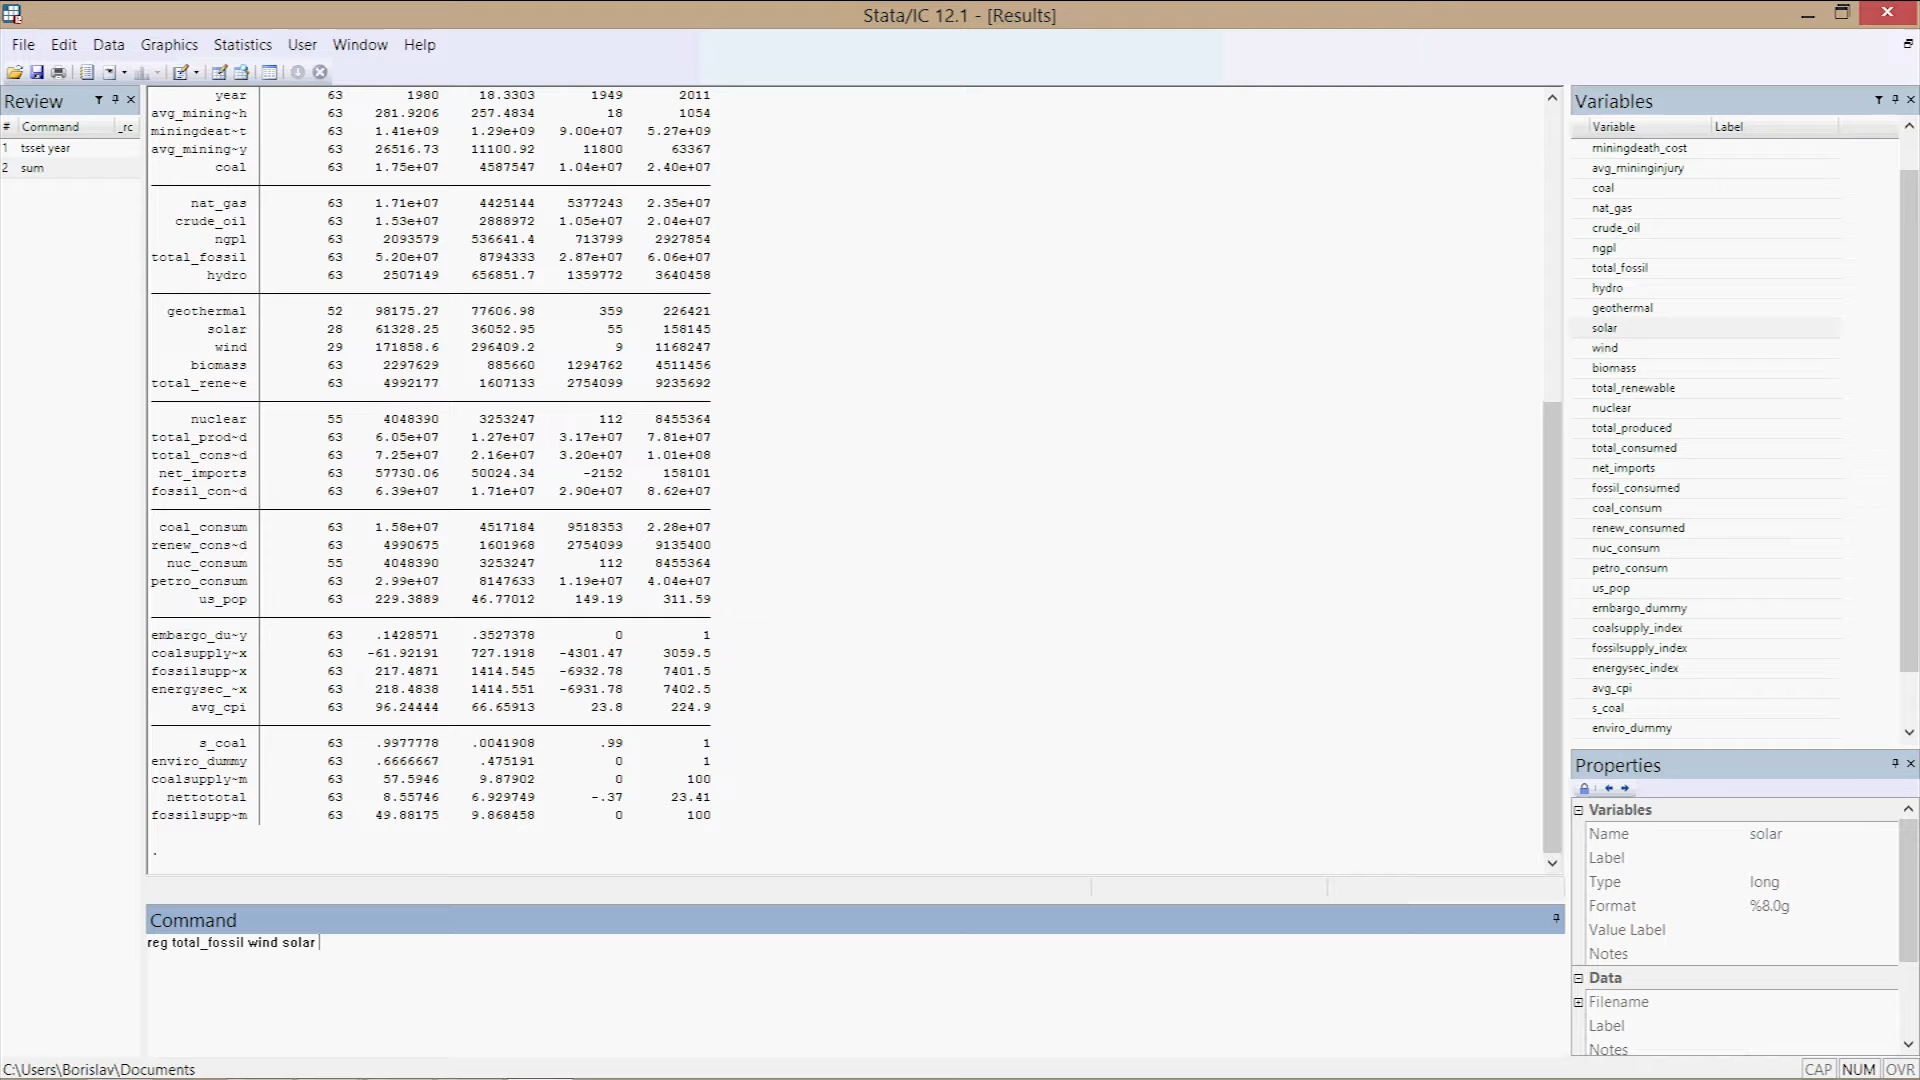 Stata/IC 12.1 - [Results]
File Edit Data Graphics Statistics User Window Help
Review
# Command _rc
1 tsset year
2 sum
year 63 1980 18.3303 1949 2011
avg_mining~h 63 281.9206 257.4834 18 1054
miningdeat~t 63 1.41e+09 1.29e+09 9.00e+07 5.27e+09
avg_mining~y 63 26516.73 11100.92 11800 63367
coal 63 1.75e+07 4587547 1.04e+07 2.40e+07
nat_gas 63 1.71e+07 4425144 5377243 2.35e+07
crude_oil 63 1.53e+07 2888972 1.05e+07 2.04e+07
ngpl 63 2093579 536641.4 713799 2927854
total_fossil 63 5.20e+07 8794333 2.87e+07 6.06e+07
hydro 63 2507149 656851.7 1359772 3640458
geothermal 52 98175.27 77606.98 359 226421
solar 28 61328.25 36052.95 55 158145
wind 29 171858.6 296409.2 9 1168247
biomass 63 2297629 885660 1294762 4511456
total_rene~e 63 4992177 1607133 2754099 9235692
nuclear 55 4048390 3253247 112 8455364
total_prod~d 63 6.05e+07 1.27e+07 3.17e+07 7.81e+07
total_cons~d 63 7.25e+07 2.16e+07 3.20e+07 1.01e+08
net_imports 63 57730.06 50024.34 -2152 158101
fossil_con~d 63 6.39e+07 1.71e+07 2.90e+07 8.62e+07
coal_consum 63 1.58e+07 4517184 9518353 2.28e+07
renew_cons~d 63 4990675 1601968 2754099 9135400
nuc_consum 55 4048390 3253247 112 8455364
petro_consum 63 2.99e+07 8147633 1.19e+07 4.04e+07
us_pop 63 229.3889 46.77012 149.19 311.59
embargo_du~y 63 .1428571 .3527378 0 1
coalsupply~x 63 -61.92191 727.1918 -4301.47 3059.5
fossilsupp~x 63 217.4871 1414.545 -6932.78 7401.5
energysec_~x 63 218.4838 1414.551 -6931.78 7402.5
avg_cpi 63 96.24444 66.65913 23.8 224.9
s_coal 63 .9977778 .0041908 .99 1
enviro_dummy 63 .6666667 .475191 0 1
coalsupply~m 63 57.5946 9.87902 0 100
nettototal 63 8.55746 6.929749 -.37 23.41
fossilsupp~m 63 49.88175 9.868458 0 100
.
Command
reg total_fossil wind solar
Variables
Variable Label
miningdeath_cost
avg_mininginjury
coal
nat_gas
crude_oil
ngpl
total_fossil
hydro
geothermal
solar
wind
biomass
total_renewable
nuclear
total_produced
total_consumed
net_imports
fossil_consumed
coal_consum
renew_consumed
nuc_consum
petro_consum
us_pop
embargo_dummy
coalsupply_index
fossilsupply_index
energysec_index
avg_cpi
s_coal
enviro_dummy
Properties
Variables
Name solar
Label
Type long
Format %8.0g
Value Label
Notes
Data
Filename
Label
Notes
C:\Users\Borislav\Documents
CAP NUM OVR